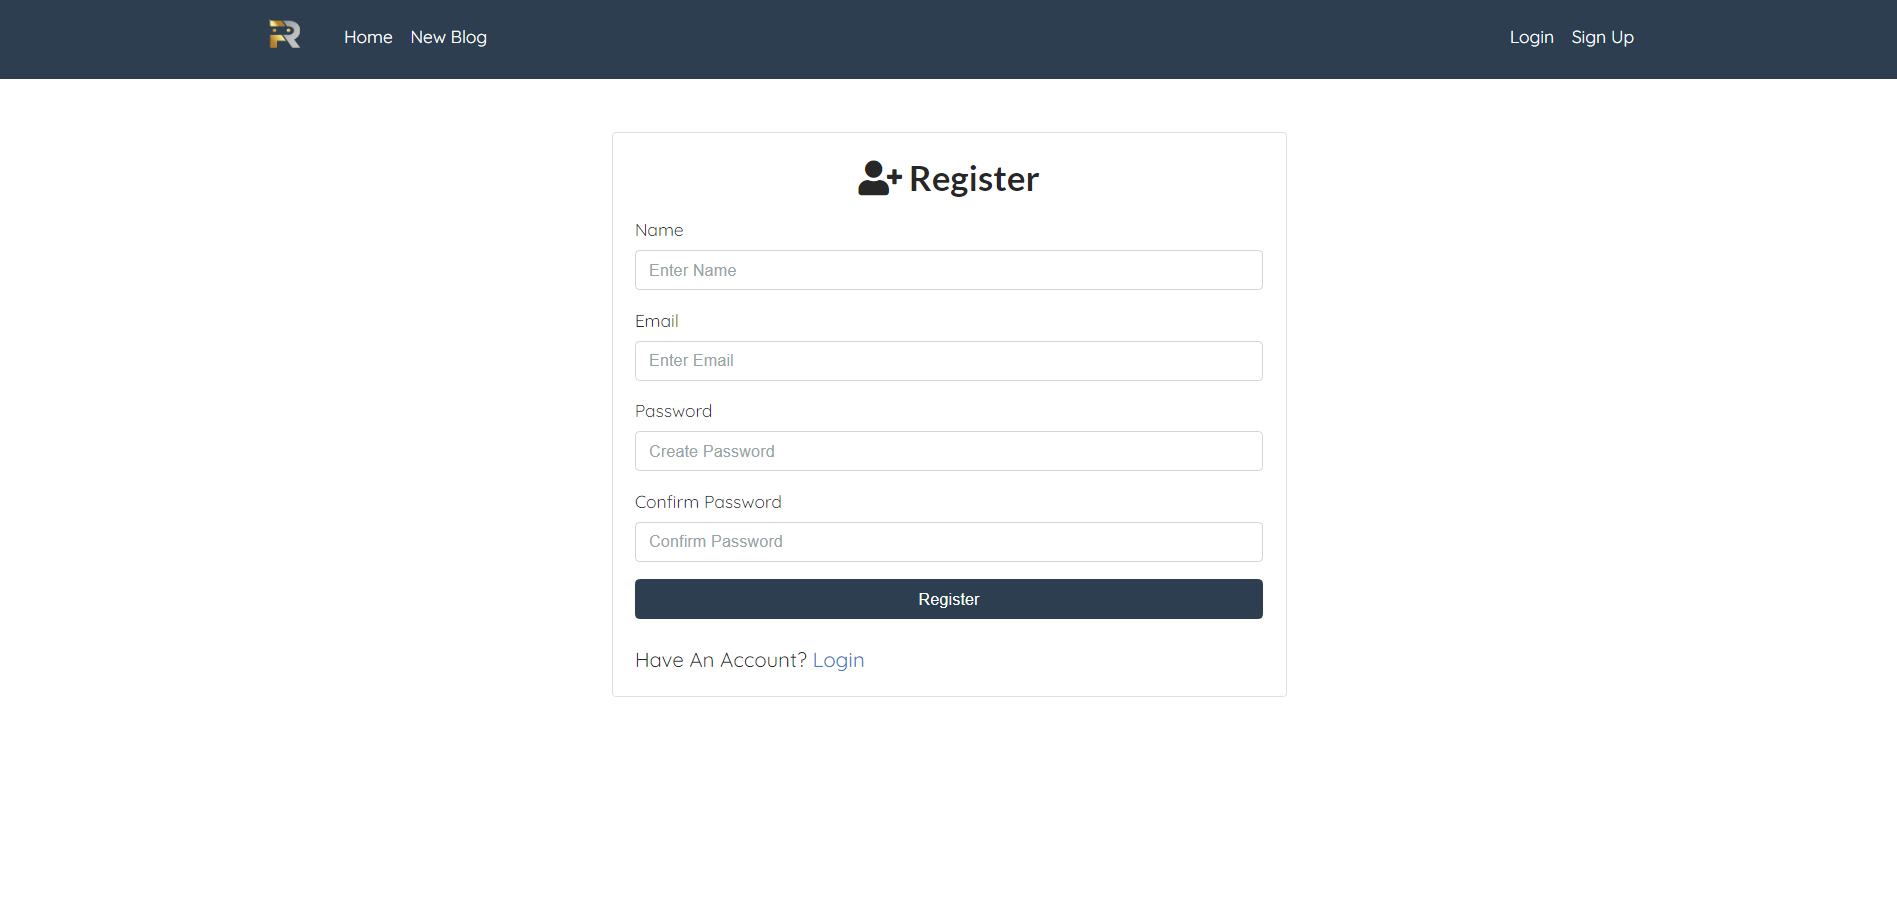 Home New Blog Login Sign Up
Register
Name
Enter Name
Email
Enter Email
Password
Create Password
Confirm Password
Confirm Password
Register
Have An Account? Login